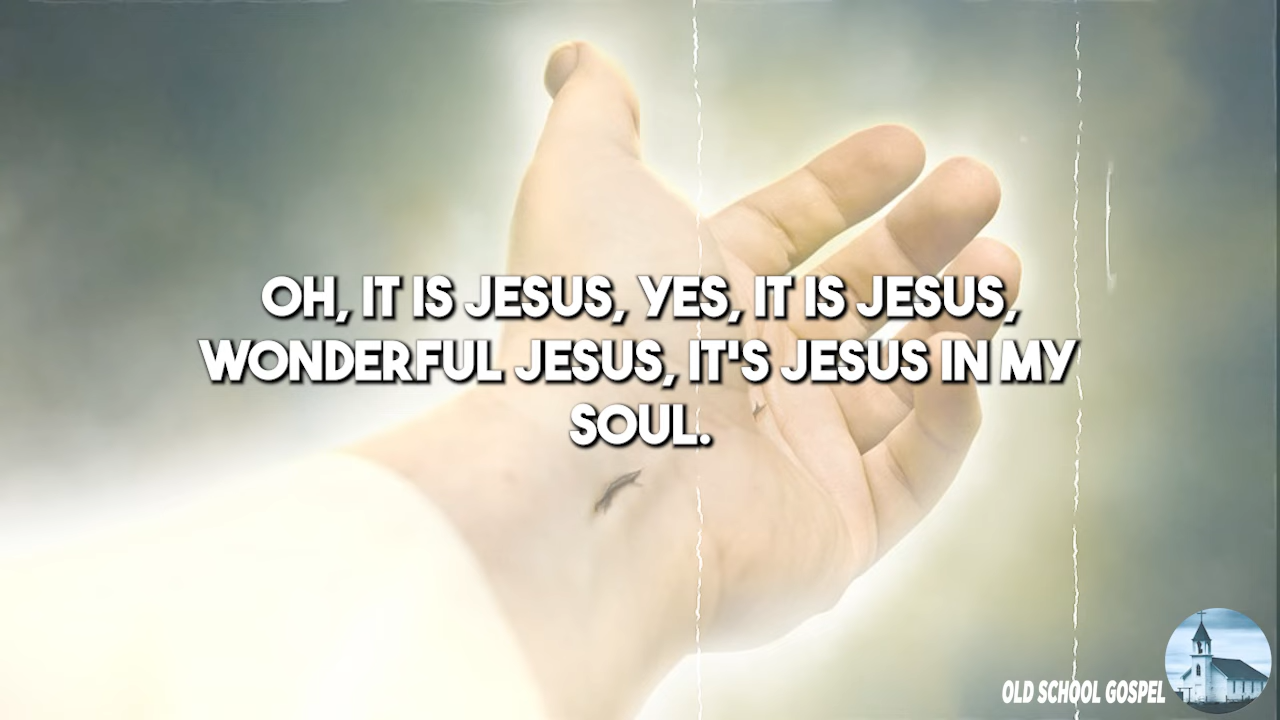 OH, IT IS JESUS, YES, IT IS JESUS,
WONDERFUL JESUS, IT'S JESUS IN MY
SOUL.
OLD SCHOOL GOSPEL